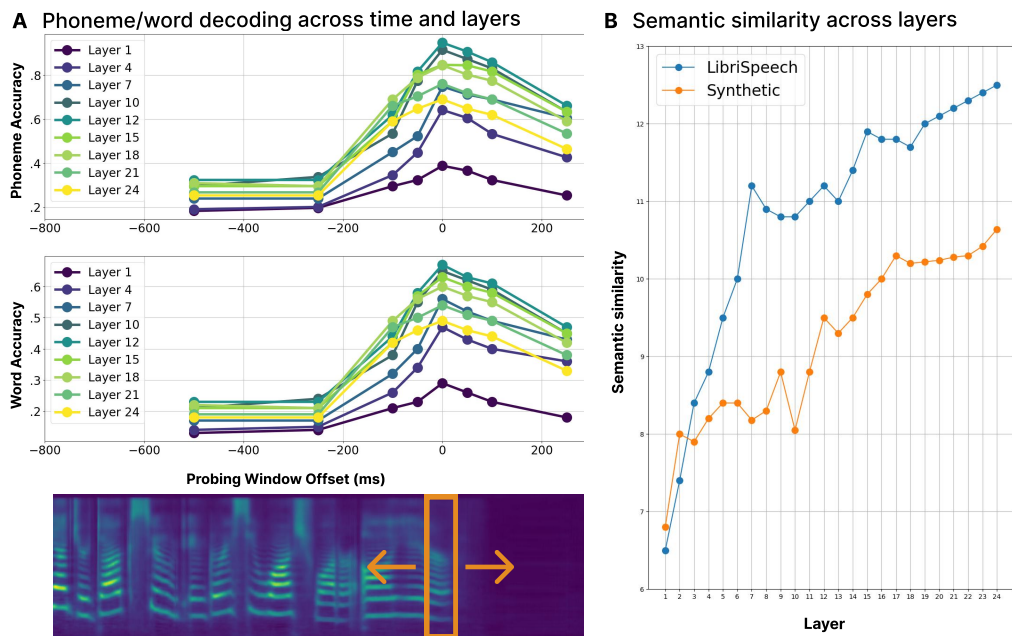 A Phoneme/word decoding across time and layers
Phoneme Accuracy
.8
.6
.4
.2
Layer 1
Layer 4
Layer 7
Layer 10
Layer 12
Layer 15
Layer 18
Layer 21
Layer 24
−800 −600 −400 −200 0 200
Word Accuracy
.6
.5
.4
.3
.2
Layer 1
Layer 4
Layer 7
Layer 10
Layer 12
Layer 15
Layer 18
Layer 21
Layer 24
−800 −600 −400 −200 0 200
Probing Window Offset (ms)
B Semantic similarity across layers
Semantic similarity
13
12
11
10
9
8
7
6
LibriSpeech
Synthetic
1 2 3 4 5 6 7 8 9 10 11 12 13 14 15 16 17 18 19 20 21 22 23 24
Layer